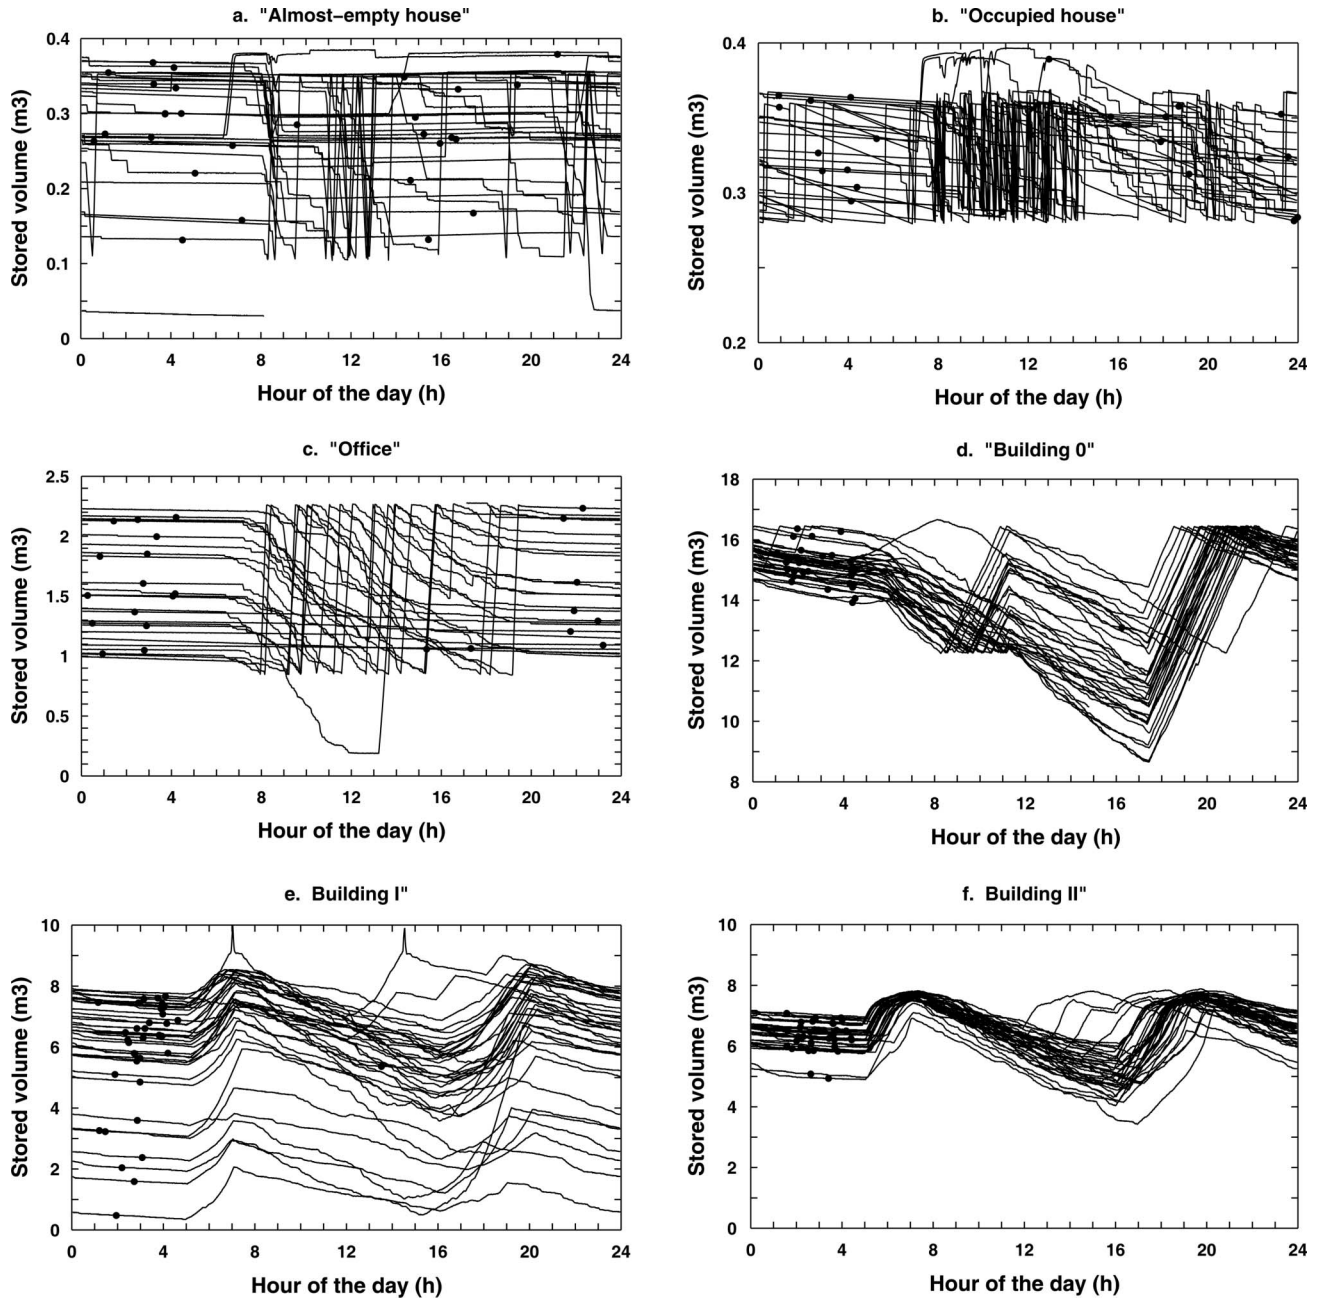 a. "Almost-empty house"
Stored volume (m3)
0.4
0.3
0.2
0.1
0
0 4 8 12 16 20 24
Hour of the day (h)
b. "Occupied house"
Stored volume (m3)
0.4
0.3
0.2
0 4 8 12 16 20 24
Hour of the day (h)
c. "Office"
Stored volume (m3)
2.5
2
1.5
1
0.5
0
0 4 8 12 16 20 24
Hour of the day (h)
d. "Building 0"
Stored volume (m3)
18
16
14
12
10
8
0 4 8 12 16 20 24
Hour of the day (h)
e. Building I"
Stored volume (m3)
10
8
6
4
2
0
0 4 8 12 16 20 24
Hour of the day (h)
f. Building II"
Stored volume (m3)
10
8
6
4
2
0
0 4 8 12 16 20 24
Hour of the day (h)